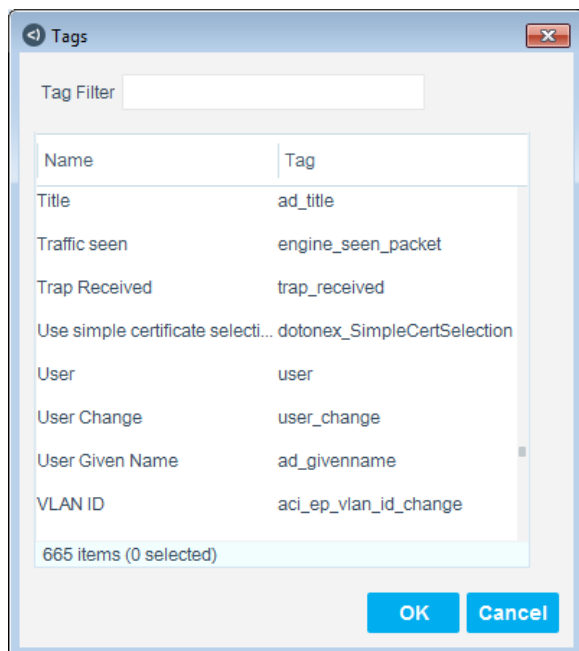 Tags
Tag Filter
Name Tag
Title ad_title
Traffic seen engine_seen_packet
Trap Received trap_received
Use simple certificate selecti... dotonex_SimpleCertSelection
User user
User Change user_change
User Given Name ad_givenname
VLAN ID aci_ep_vlan_id_change
665 items (0 selected)
OK Cancel